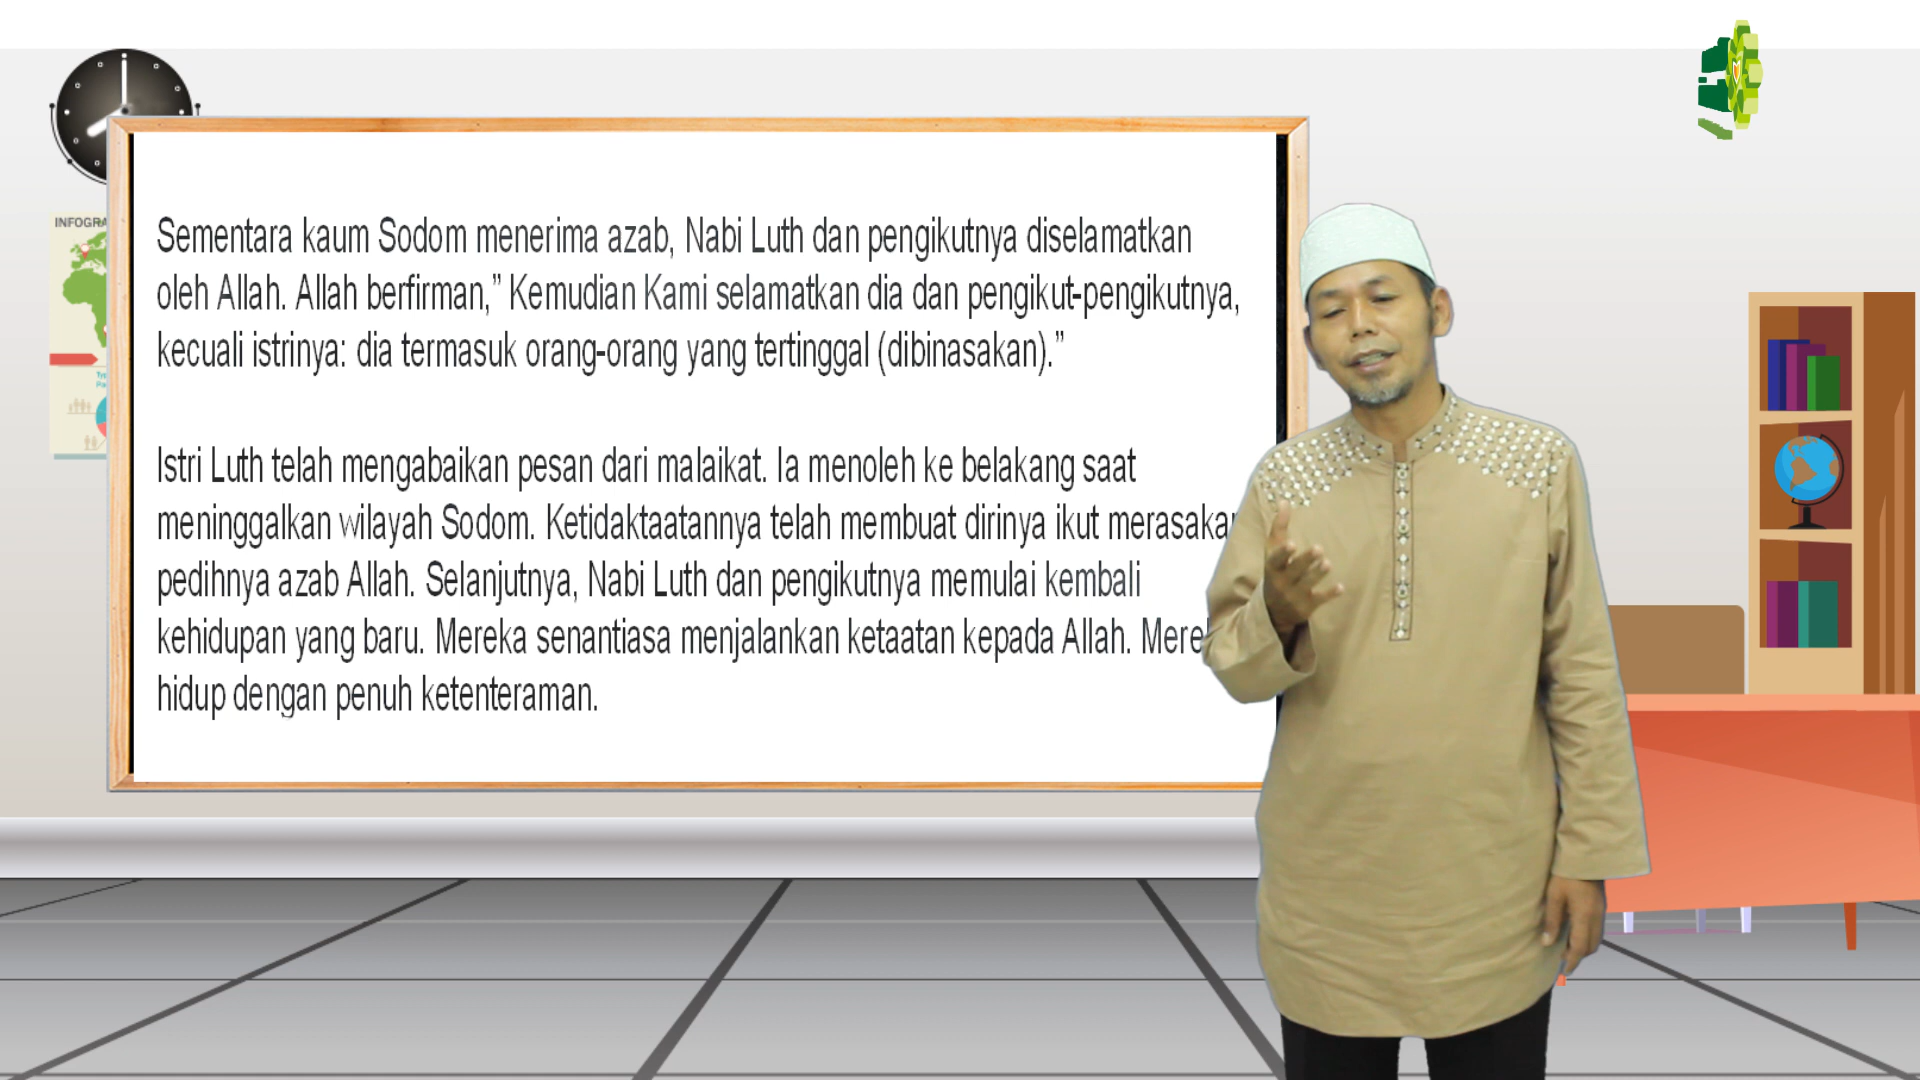 INFOGRA
Sementara kaum Sodom menerima azab, Nabi Luth dan pengikutnya diselamatkan
oleh Allah. Allah berfirman,” Kemudian Kami selamatkan dia dan pengikut-pengikutnya,
kecuali istrinya: dia termasuk orang-orang yang tertinggal (dibinasakan).”
Istri Luth telah mengabaikan pesan dari malaikat. Ia menoleh ke belakang saat
meninggalkan wilayah Sodom. Ketidaktaatannya telah membuat dirinya ikut merasaka
pedihnya azab Allah. Selanjutnya, Nabi Luth dan pengikutnya memulai kembali
kehidupan yang baru. Mereka senantiasa menjalankan ketaatan kepada Allah. Mere
hidup dengan penuh ketenteraman.